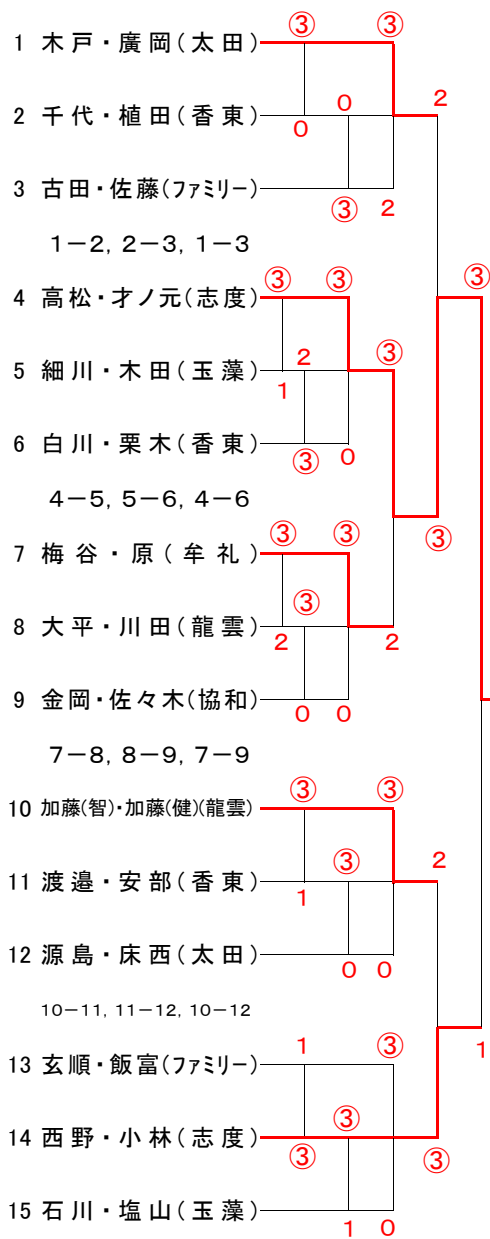 ③ ③
1 木戸・廣岡(太田)
2
0
2 千代・植田(香東)
0
3 古田・佐藤(ファミリー)
③ 2
1－2, 2－3, 1－3
③ ③ ③
4 高松・才ノ元(志度)
③
2
5 細川・木田(玉藻)
1
6 白川・栗木(香東)
③ 0
4－5, 5－6, 4－6
③ ③ ③
7 梅谷・原(牟礼)
③
8 大平・川田(龍雲)
2 2
9 金岡・佐々木(協和)
0 0
7－8, 8－9, 7－9
③ ③
10 加藤(智)・加藤(健)(龍雲)
③ 2
11 渡邉・安部(香東)
1
12 源島・床西(太田)
0 0
10－11, 11－12, 10－12
1 ③ 1
13 玄順・飯富(ファミリー)
③
14 西野・小林(志度)
③ ③
15 石川・塩山(玉藻)
1 0